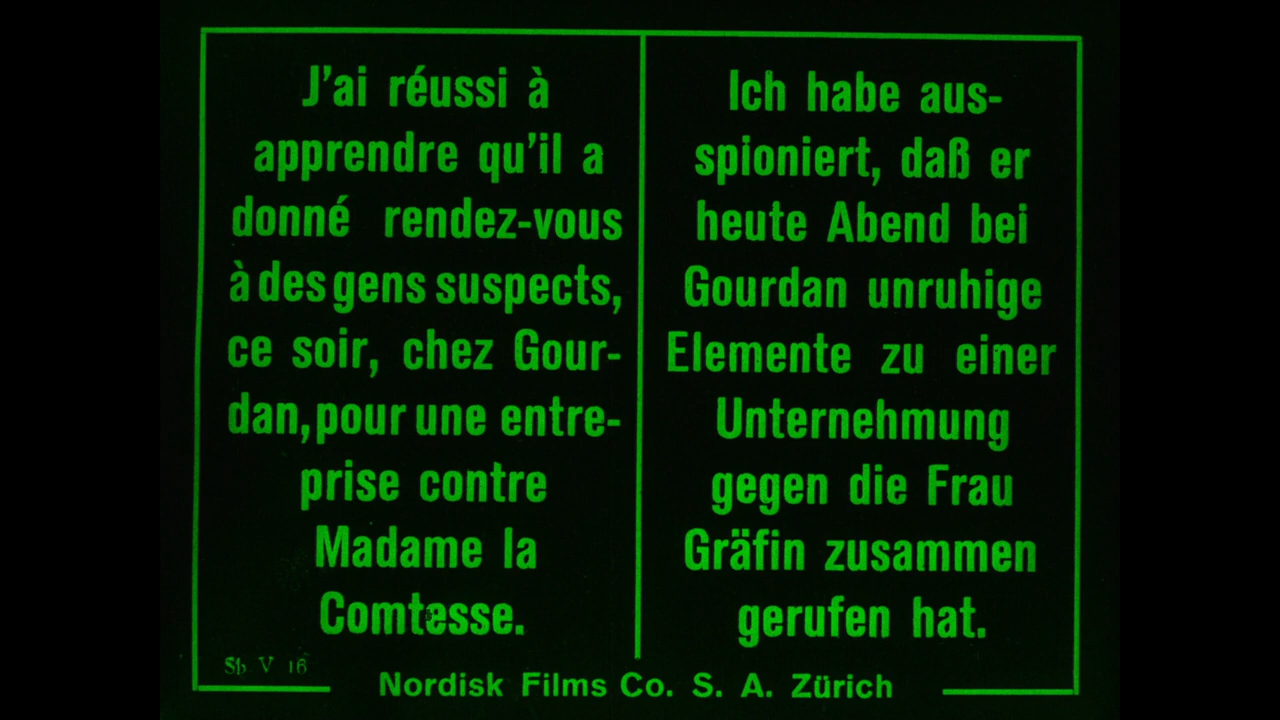 J'ai réussi à
apprendre qu'il a
donné rendez-vous
à des gens suspects,
ce soir, chez Gour-
dan, pour une entre-
prise contre
Madame la
Comtesse.
Ich habe aus-
spioniert, daß er
heute Abend bei
Gourdan unruhige
Elemente zu einer
Unternehmung
gegen die Frau
Gräfin zusammen
gerufen hat.
Sb V 16
Nordisk Films Co. S. A. Zürich